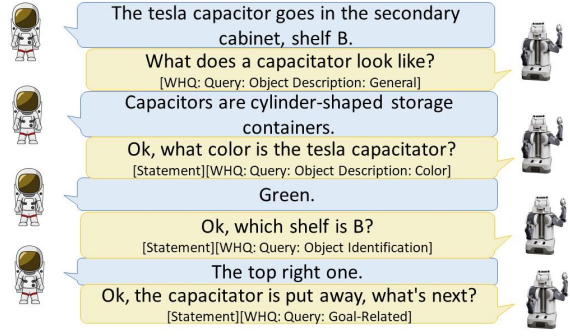 The tesla capacitor goes in the secondary
cabinet, shelf B.
What does a capacitator look like?
[WHQ: Query: Object Description: General]
Capacitors are cylinder-shaped storage
containers.
Ok, what color is the tesla capacitator?
[Statement][WHQ: Query: Object Description: Color]
Green.
Ok, which shelf is B?
[Statement][WHQ: Query: Object Identification]
The top right one.
Ok, the capacitator is put away, what's next?
[Statement][WHQ: Query: Goal-Related]